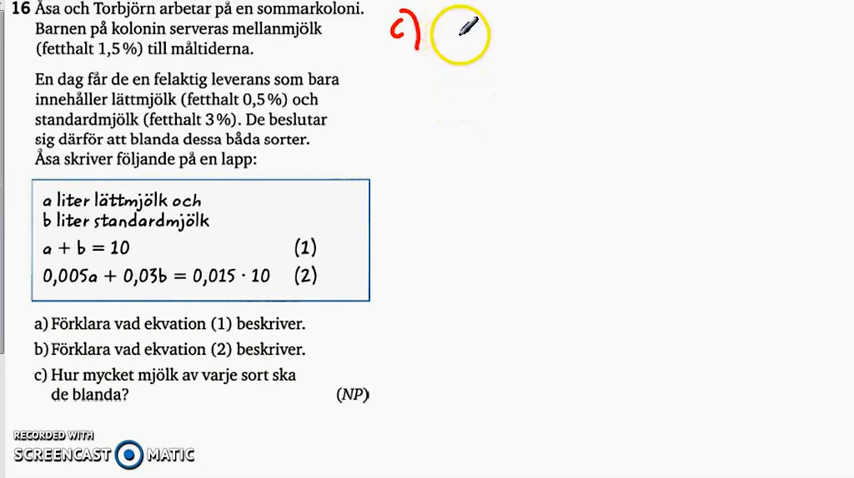 16 Åsa och Torbjörn arbetar på en sommarkoloni.
Barnen på kolonin serveras mellanmjölk
(fetthalt 1,5 %) till måltiderna.
En dag får de en felaktig leverans som bara
innehåller lättmjölk (fetthalt 0,5 %) och
standardmjölk (fetthalt 3 %). De beslutar
sig därför att blanda dessa båda sorter.
Åsa skriver följande på en lapp:
a liter lättmjölk och
b liter standardmjölk
a + b = 10 (1)
0,005a + 0,03b = 0,015 · 10 (2)
a) Förklara vad ekvation (1) beskriver.
b) Förklara vad ekvation (2) beskriver.
c) Hur mycket mjölk av varje sort ska
de blanda? (NP)
c)
RECORDED WITH
SCREENCAST MATIC